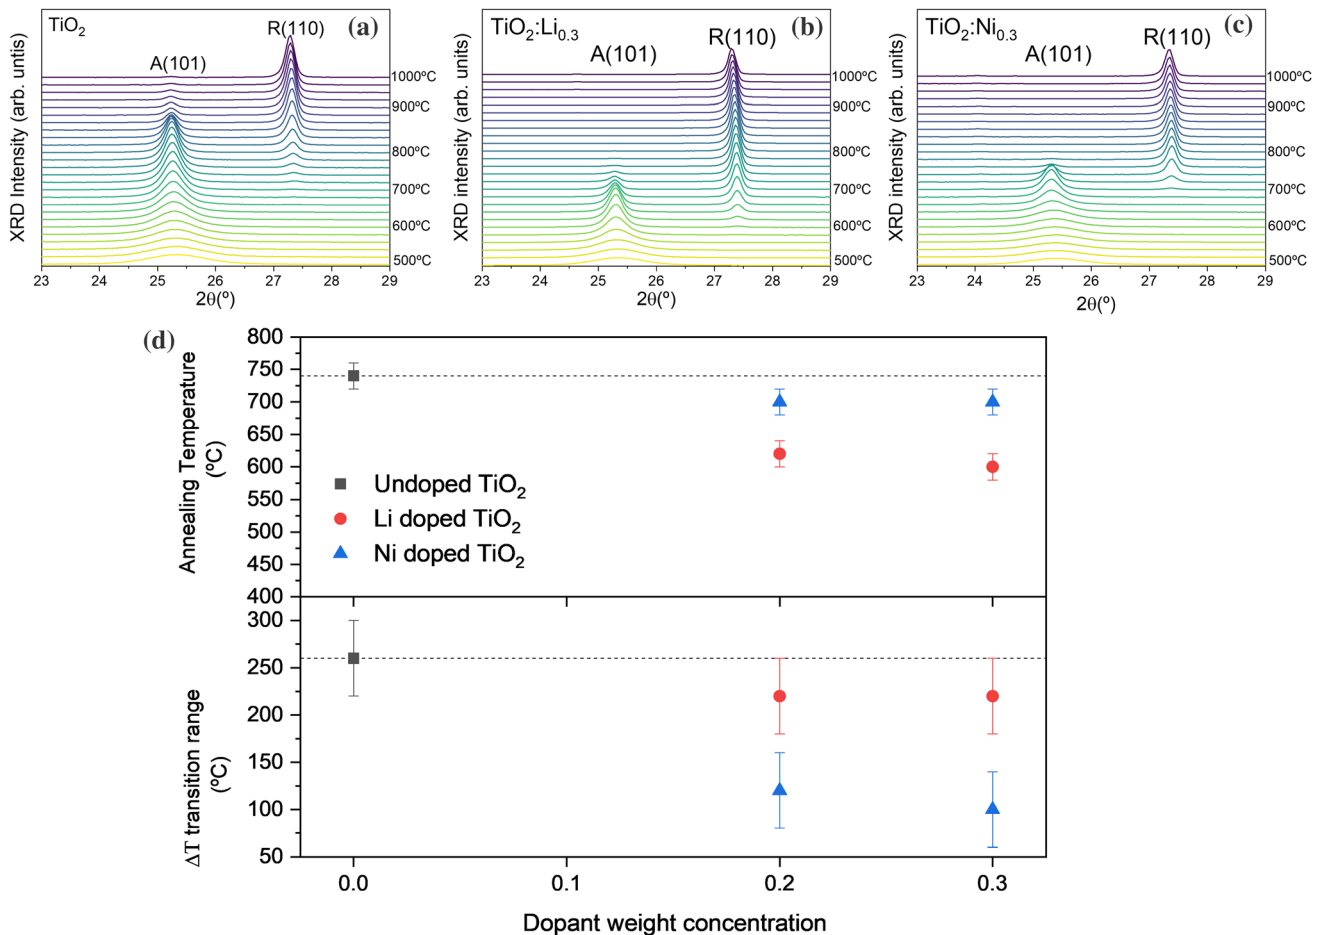 TiO₂
A(101)
R(110)
(a)
1000ºC
900ºC
800ºC
700ºC
600ºC
500ºC
XRD Intensity (arb. units)
23 24 25 26 27 28 29
2θ(º)
TiO₂:Li₀.₃
A(101)
R(110)
(b)
1000ºC
900ºC
800ºC
700ºC
600ºC
500ºC
XRD Intensity (arb. units)
23 24 25 26 27 28 29
2θ(º)
TiO₂:Ni₀.₃
A(101)
R(110)
(c)
1000ºC
900ºC
800ºC
700ºC
600ºC
500ºC
XRD intensity (arb. units)
23 24 25 26 27 28 29
2θ(º)
(d)
Annealing Temperature
(ºC)
800
750
700
650
600
550
500
450
400
Undoped TiO₂
Li doped TiO₂
Ni doped TiO₂
ΔT transition range
(ºC)
300
250
200
150
100
50
0.0 0.1 0.2 0.3
Dopant weight concentration